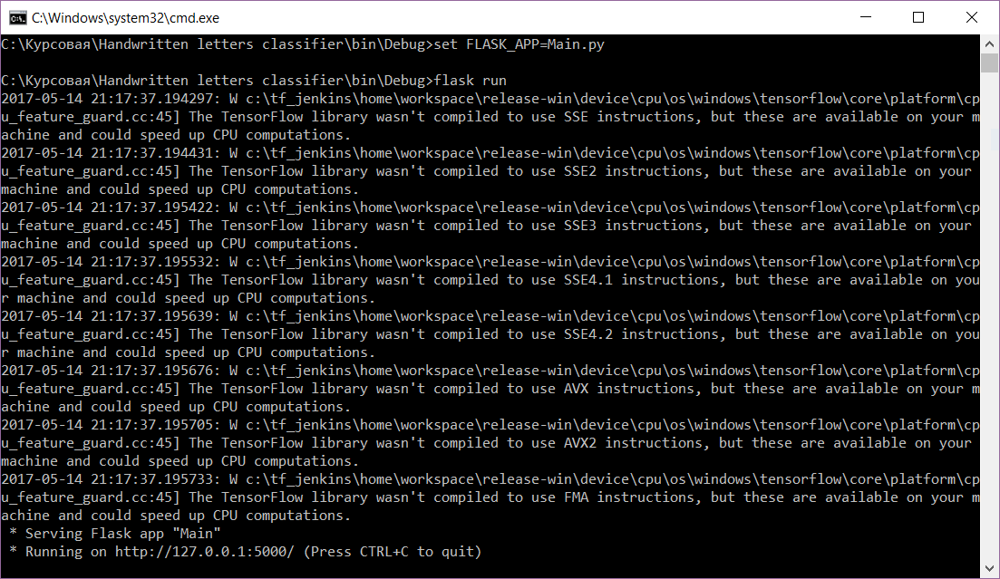 C:\Windows\system32\cmd.exe
C:\Курсовая\Handwritten letters classifier\bin\Debug>set FLASK_APP=Main.py
C:\Курсовая\Handwritten letters classifier\bin\Debug>flask run
2017-05-14 21:17:37.194297: W c:\tf_jenkins\home\workspace\release-win\device\cpu\os\windows\tensorflow\core\platform\cp
u_feature_guard.cc:45] The TensorFlow library wasn't compiled to use SSE instructions, but these are available on your m
achine and could speed up CPU computations.
2017-05-14 21:17:37.194431: W c:\tf_jenkins\home\workspace\release-win\device\cpu\os\windows\tensorflow\core\platform\cp
u_feature_guard.cc:45] The TensorFlow library wasn't compiled to use SSE2 instructions, but these are available on your
machine and could speed up CPU computations.
2017-05-14 21:17:37.195422: W c:\tf_jenkins\home\workspace\release-win\device\cpu\os\windows\tensorflow\core\platform\cp
u_feature_guard.cc:45] The TensorFlow library wasn't compiled to use SSE3 instructions, but these are available on your
machine and could speed up CPU computations.
2017-05-14 21:17:37.195532: W c:\tf_jenkins\home\workspace\release-win\device\cpu\os\windows\tensorflow\core\platform\cp
u_feature_guard.cc:45] The TensorFlow library wasn't compiled to use SSE4.1 instructions, but these are available on you
r machine and could speed up CPU computations.
2017-05-14 21:17:37.195639: W c:\tf_jenkins\home\workspace\release-win\device\cpu\os\windows\tensorflow\core\platform\cp
u_feature_guard.cc:45] The TensorFlow library wasn't compiled to use SSE4.2 instructions, but these are available on you
r machine and could speed up CPU computations.
2017-05-14 21:17:37.195676: W c:\tf_jenkins\home\workspace\release-win\device\cpu\os\windows\tensorflow\core\platform\cp
u_feature_guard.cc:45] The TensorFlow library wasn't compiled to use AVX instructions, but these are available on your m
achine and could speed up CPU computations.
2017-05-14 21:17:37.195705: W c:\tf_jenkins\home\workspace\release-win\device\cpu\os\windows\tensorflow\core\platform\cp
u_feature_guard.cc:45] The TensorFlow library wasn't compiled to use AVX2 instructions, but these are available on your
machine and could speed up CPU computations.
2017-05-14 21:17:37.195733: W c:\tf_jenkins\home\workspace\release-win\device\cpu\os\windows\tensorflow\core\platform\cp
u_feature_guard.cc:45] The TensorFlow library wasn't compiled to use FMA instructions, but these are available on your m
achine and could speed up CPU computations.
 * Serving Flask app "Main"
 * Running on http://127.0.0.1:5000/ (Press CTRL+C to quit)